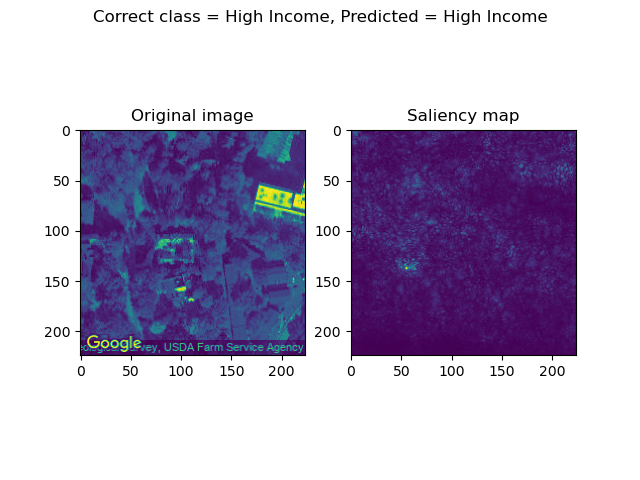 Correct class = High Income, Predicted = High Income
Original image
Saliency map
0
50
100
150
200
0 50 100 150 200
0
50
100
150
200
0 50 100 150 200
Google
Survey, USDA Farm Service Agency